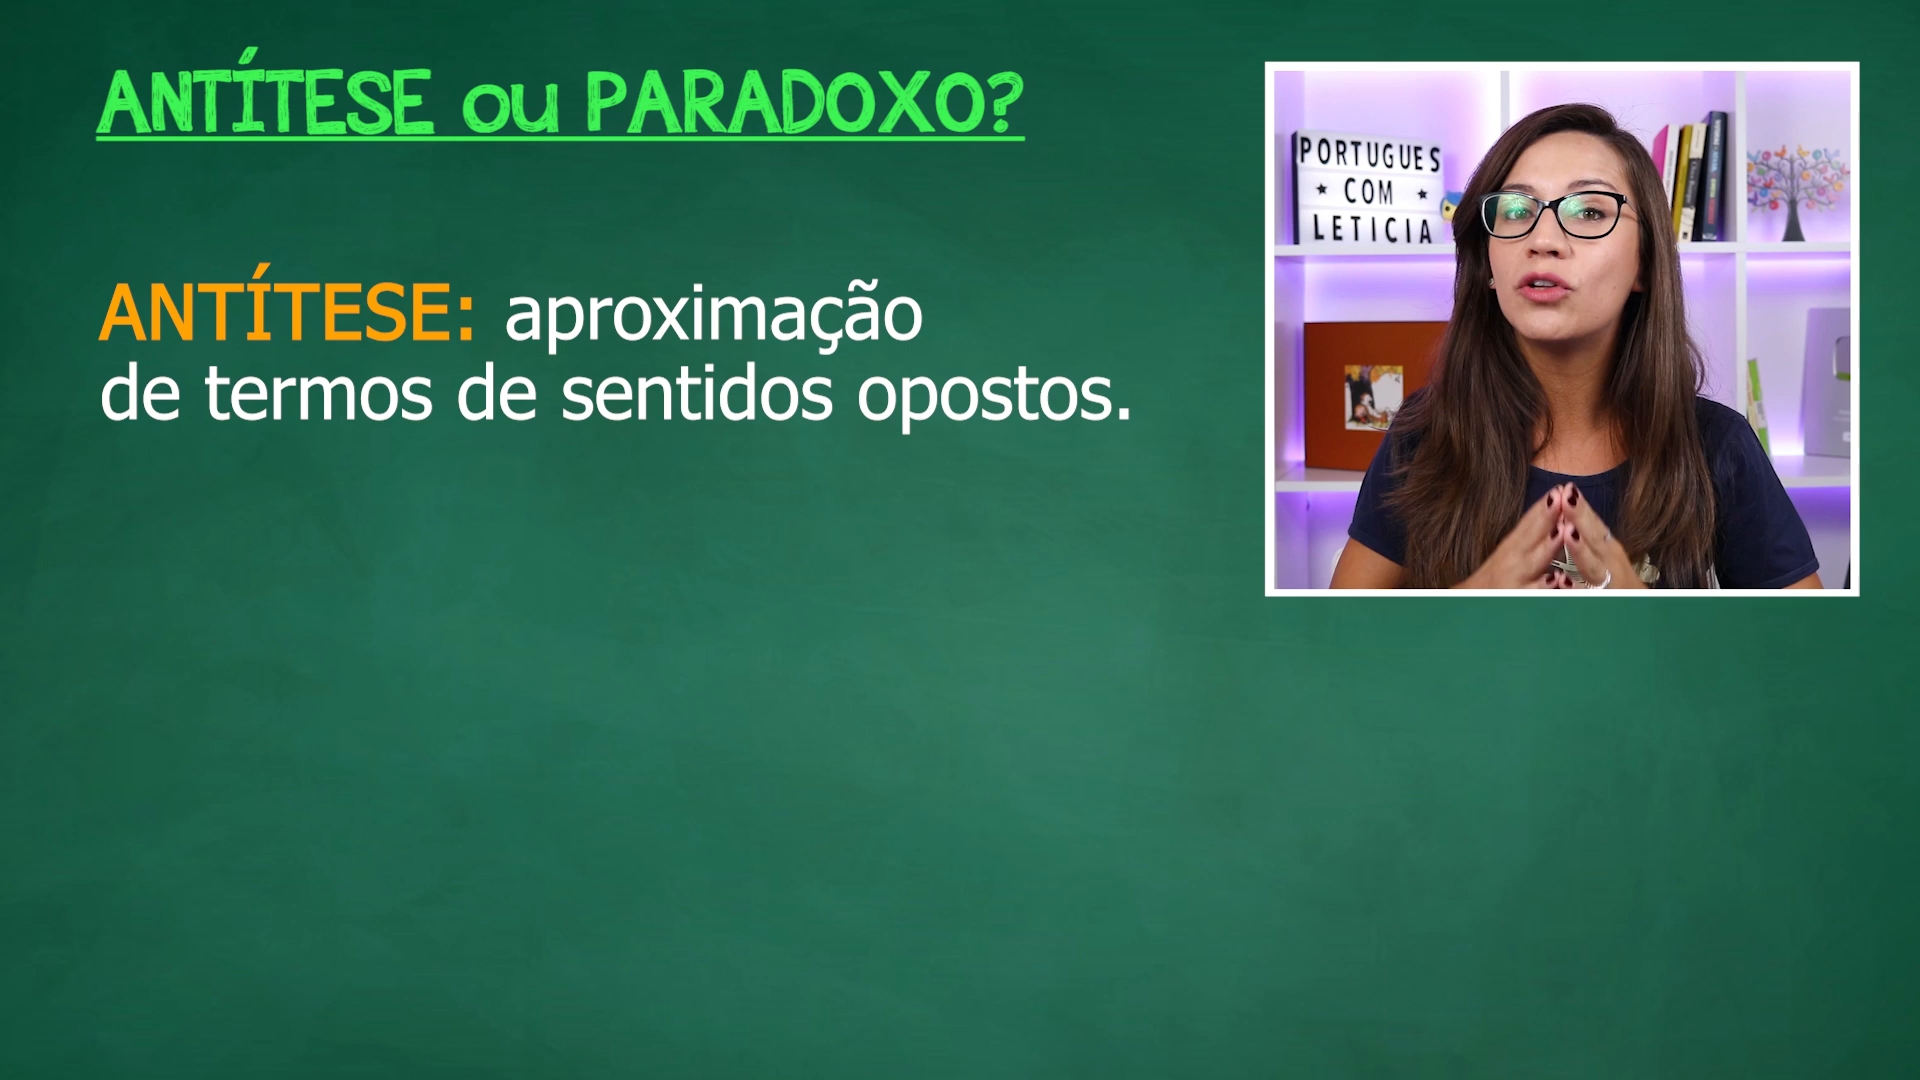 ANTÍTESE ou PARADOXO?
ANTÍTESE: aproximação
de termos de sentidos opostos.
PORTUGUES
★ COM ★
LETICIA